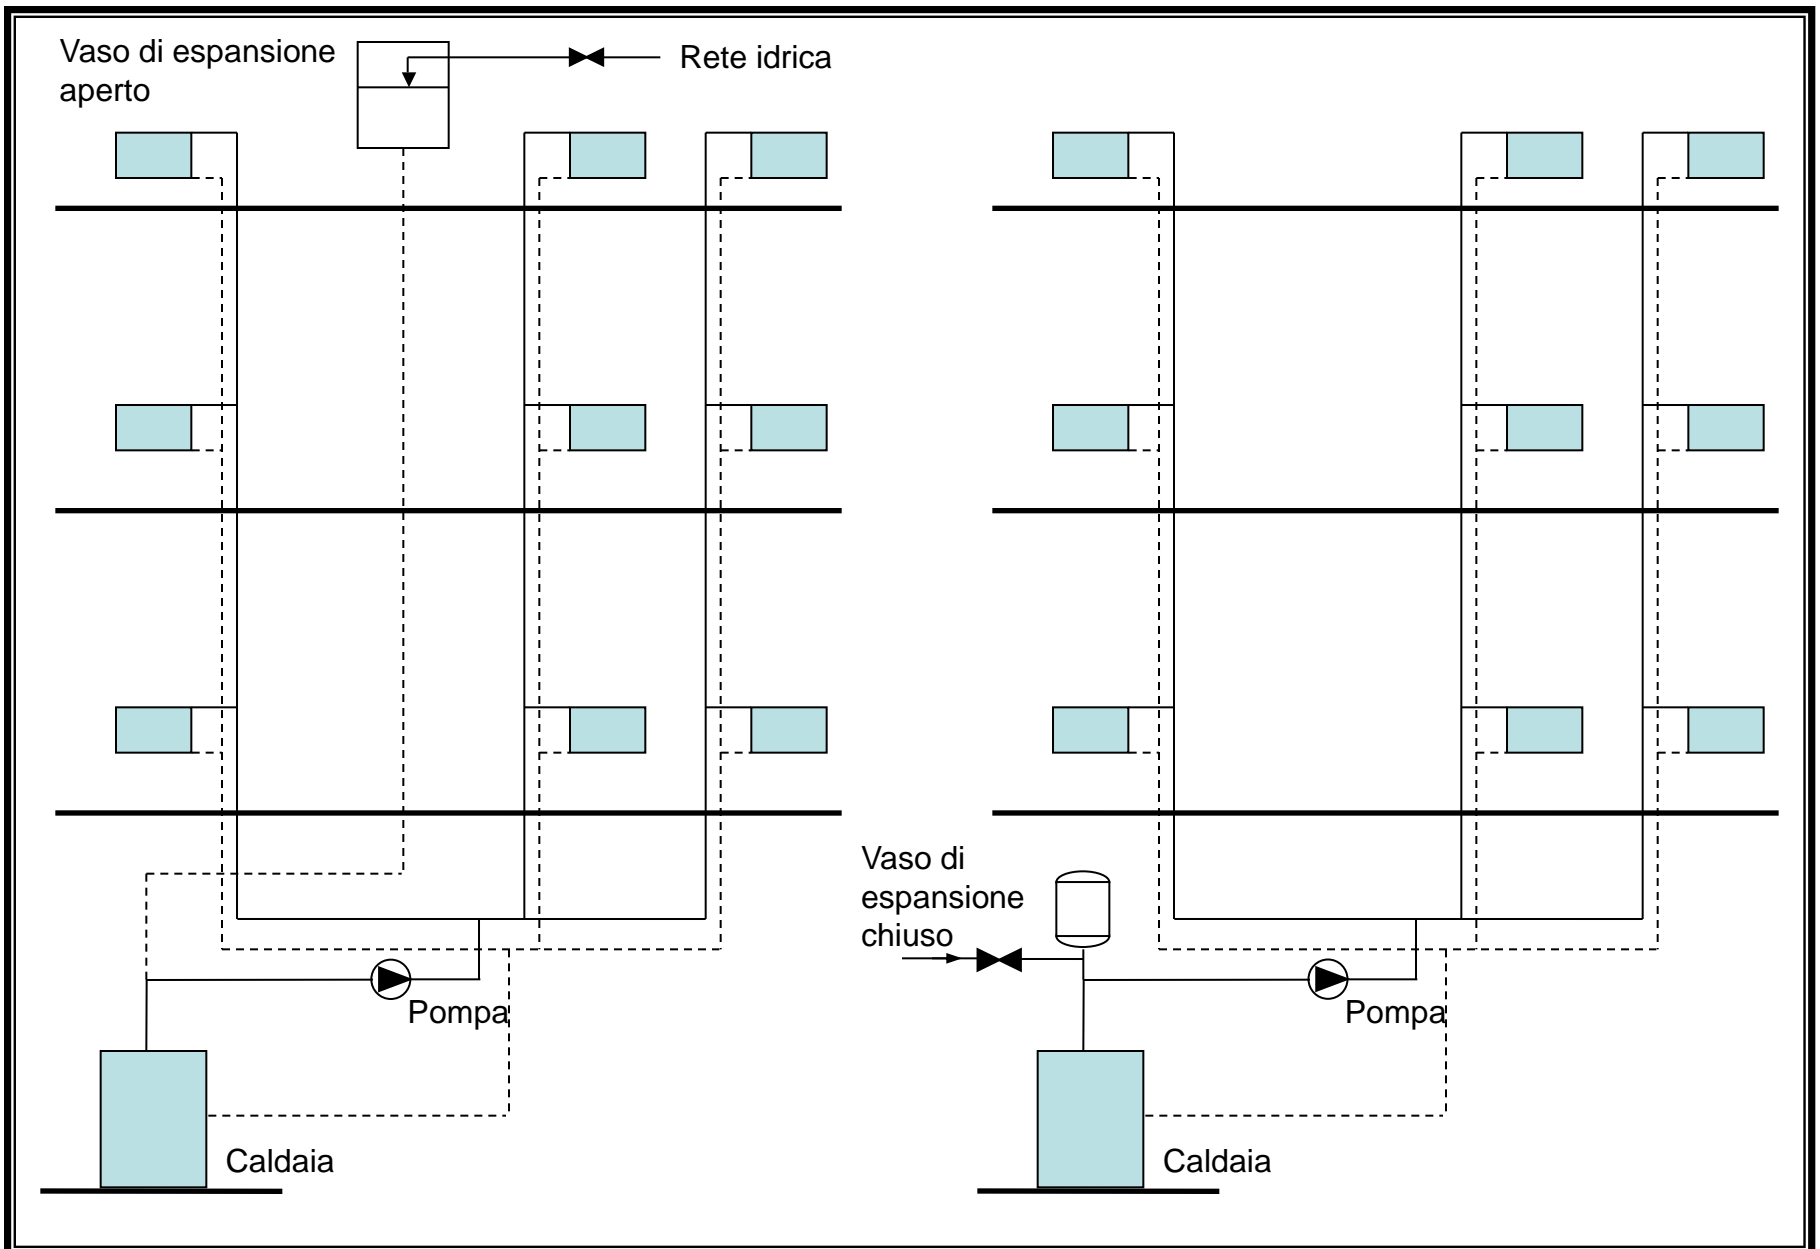 Vaso di espansione
aperto
Rete idrica
Vaso di
espansione
chiuso
Pompa
Pompa
Caldaia
Caldaia